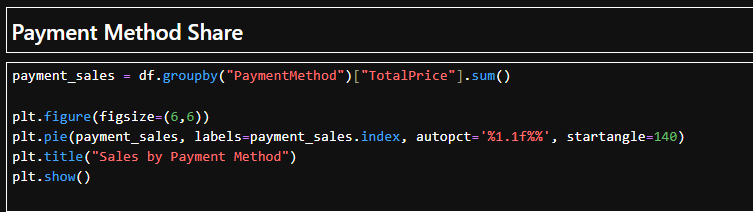 Payment Method Share
payment_sales = df.groupby("PaymentMethod")["TotalPrice"].sum()
plt.figure(figsize=(6,6))
plt.pie(payment_sales, labels=payment_sales.index, autopct='%1.1f%%', startangle=140)
plt.title("Sales by Payment Method")
plt.show()